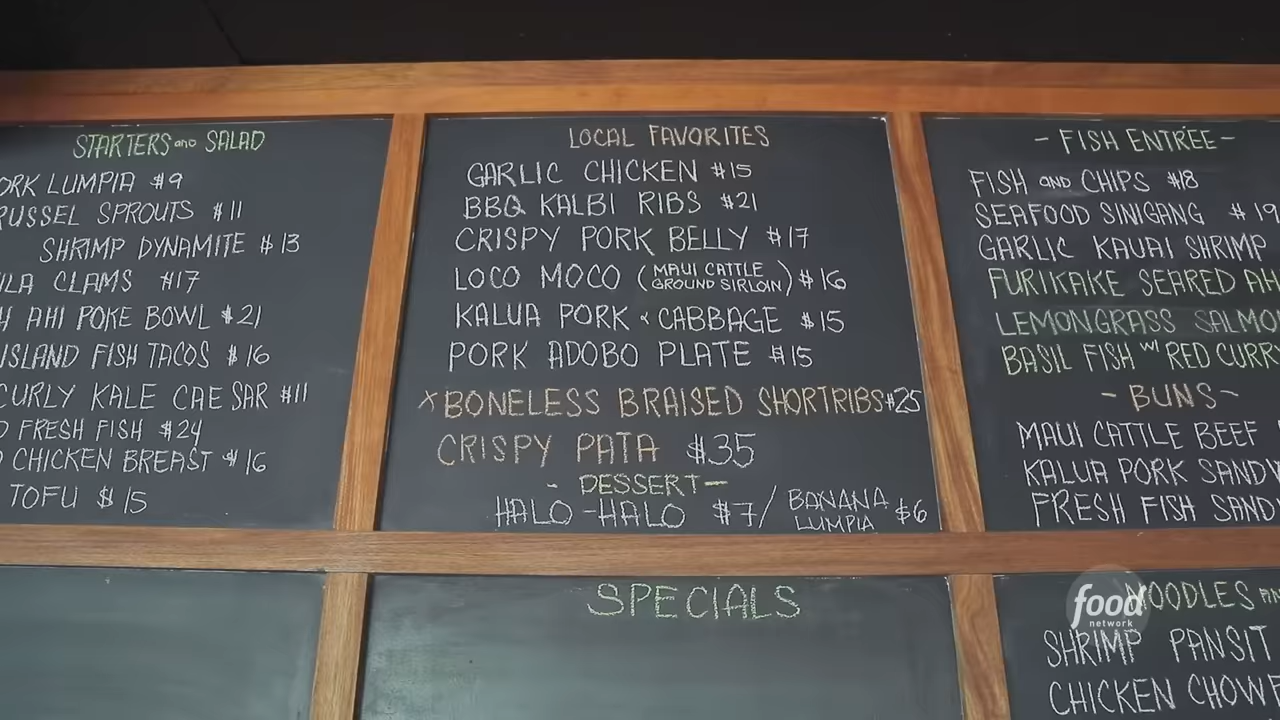 STARTERS AND SALAD
ORK LUMPIA $9
RUSSEL SPROUTS $11
SHRIMP DYNAMITE $13
ILA CLAMS $17
H AHI POKE BOWL $21
ISLAND FISH TACOS $16
CURLY KALE CAESAR $11
O FRESH FISH $24
O CHICKEN BREAST $16
TOFU $15
LOCAL FAVORITES
GARLIC CHICKEN $15
BBQ KALBI RIBS $21
CRISPY PORK BELLY $17
LOCO MOCO (MAUI CATTLE GROUND SIRLOIN) $16
KALUA PORK & CABBAGE $15
PORK ADOBO PLATE $15
X BONELESS BRAISED SHORTRIBS $25
CRISPY PATA $35
- DESSERT -
HALO-HALO $7 / BANANA LUMPIA $6
- FISH ENTRÉE -
FISH AND CHIPS $18
SEAFOOD SINIGANG $19
GARLIC KAUAI SHRIMP
FURIKAKE SEARED AH
LEMONGRASS SALMO
BASIL FISH W/ RED CURRY
- BUNS -
MAUI CATTLE BEEF
KALUA PORK SANDW
FRESH FISH SAND
SPECIALS
NOODLES AN
SHRIMP PANSIT
CHICKEN CHOW F
food
network